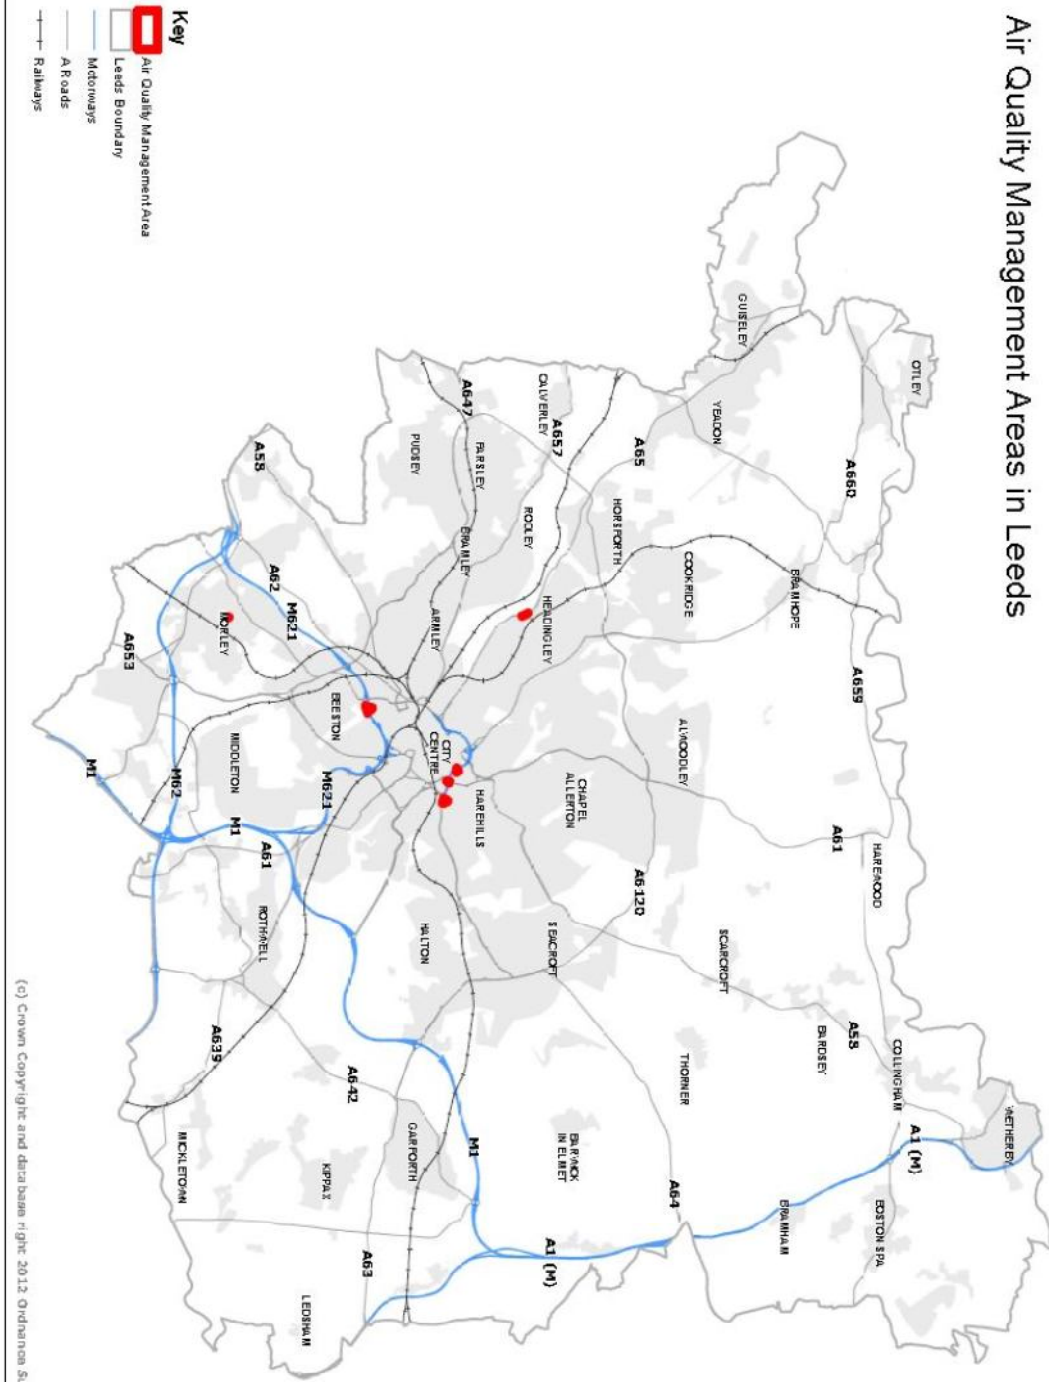 Air Quality Management Areas in Leeds
OTLEY
GUISELEY
YEADON
A660
BRAMHOPE
A659
A65
HORSFORTH
COOKRIDGE
ALWOODLEY
A61
HAREWOOD
A58
COLLINGHAM
WETHERBY
A1 (M)
BOSTON SPA
SCARCROFT
BARDSEY
THORNER
BRAMHAM
A64
CALVERLEY
A657
RODLEY
HEADINGLEY
CHAPEL
ALLERTON
A6120
SEACROFT
BARWICK
IN ELMET
A1 (M)
A647
FARSLEY
PUDSEY
BRAMLEY
ARMLEY
CITY
CENTRE
HAREHILLS
HALTON
M1
GARFORTH
A58
A62
M621
BEESTON
M621
A642
KIPPAX
A63
LEDSHAM
MORLEY
MIDDLETON
M1
A61
ROTHWELL
A639
MICKLETOWN
A653
M62
M1
Key
Air Quality Management Area
Leeds Boundary
Motorways
A Roads
Railways
(c) Crown Copyright and database right 2012 Ordnance Su